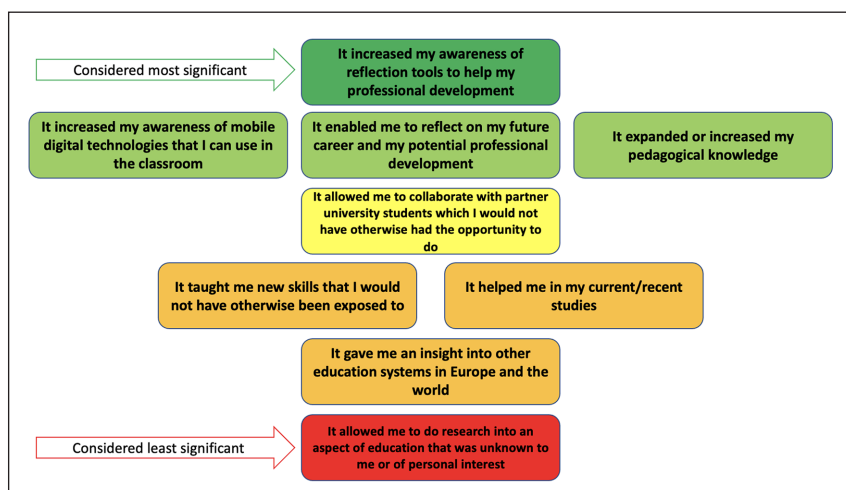 Considered most significant
It increased my awareness of
reflection tools to help my
professional development
It increased my awareness of mobile
digital technologies that I can use in
the classroom
It enabled me to reflect on my future
career and my potential professional
development
It expanded or increased my
pedagogical knowledge
It allowed me to collaborate with partner
university students which I would not
have otherwise had the opportunity to
do
It taught me new skills that I would
not have otherwise been exposed to
It helped me in my current/recent
studies
It gave me an insight into other
education systems in Europe and the
world
Considered least significant
It allowed me to do research into an
aspect of education that was unknown to
me or of personal interest